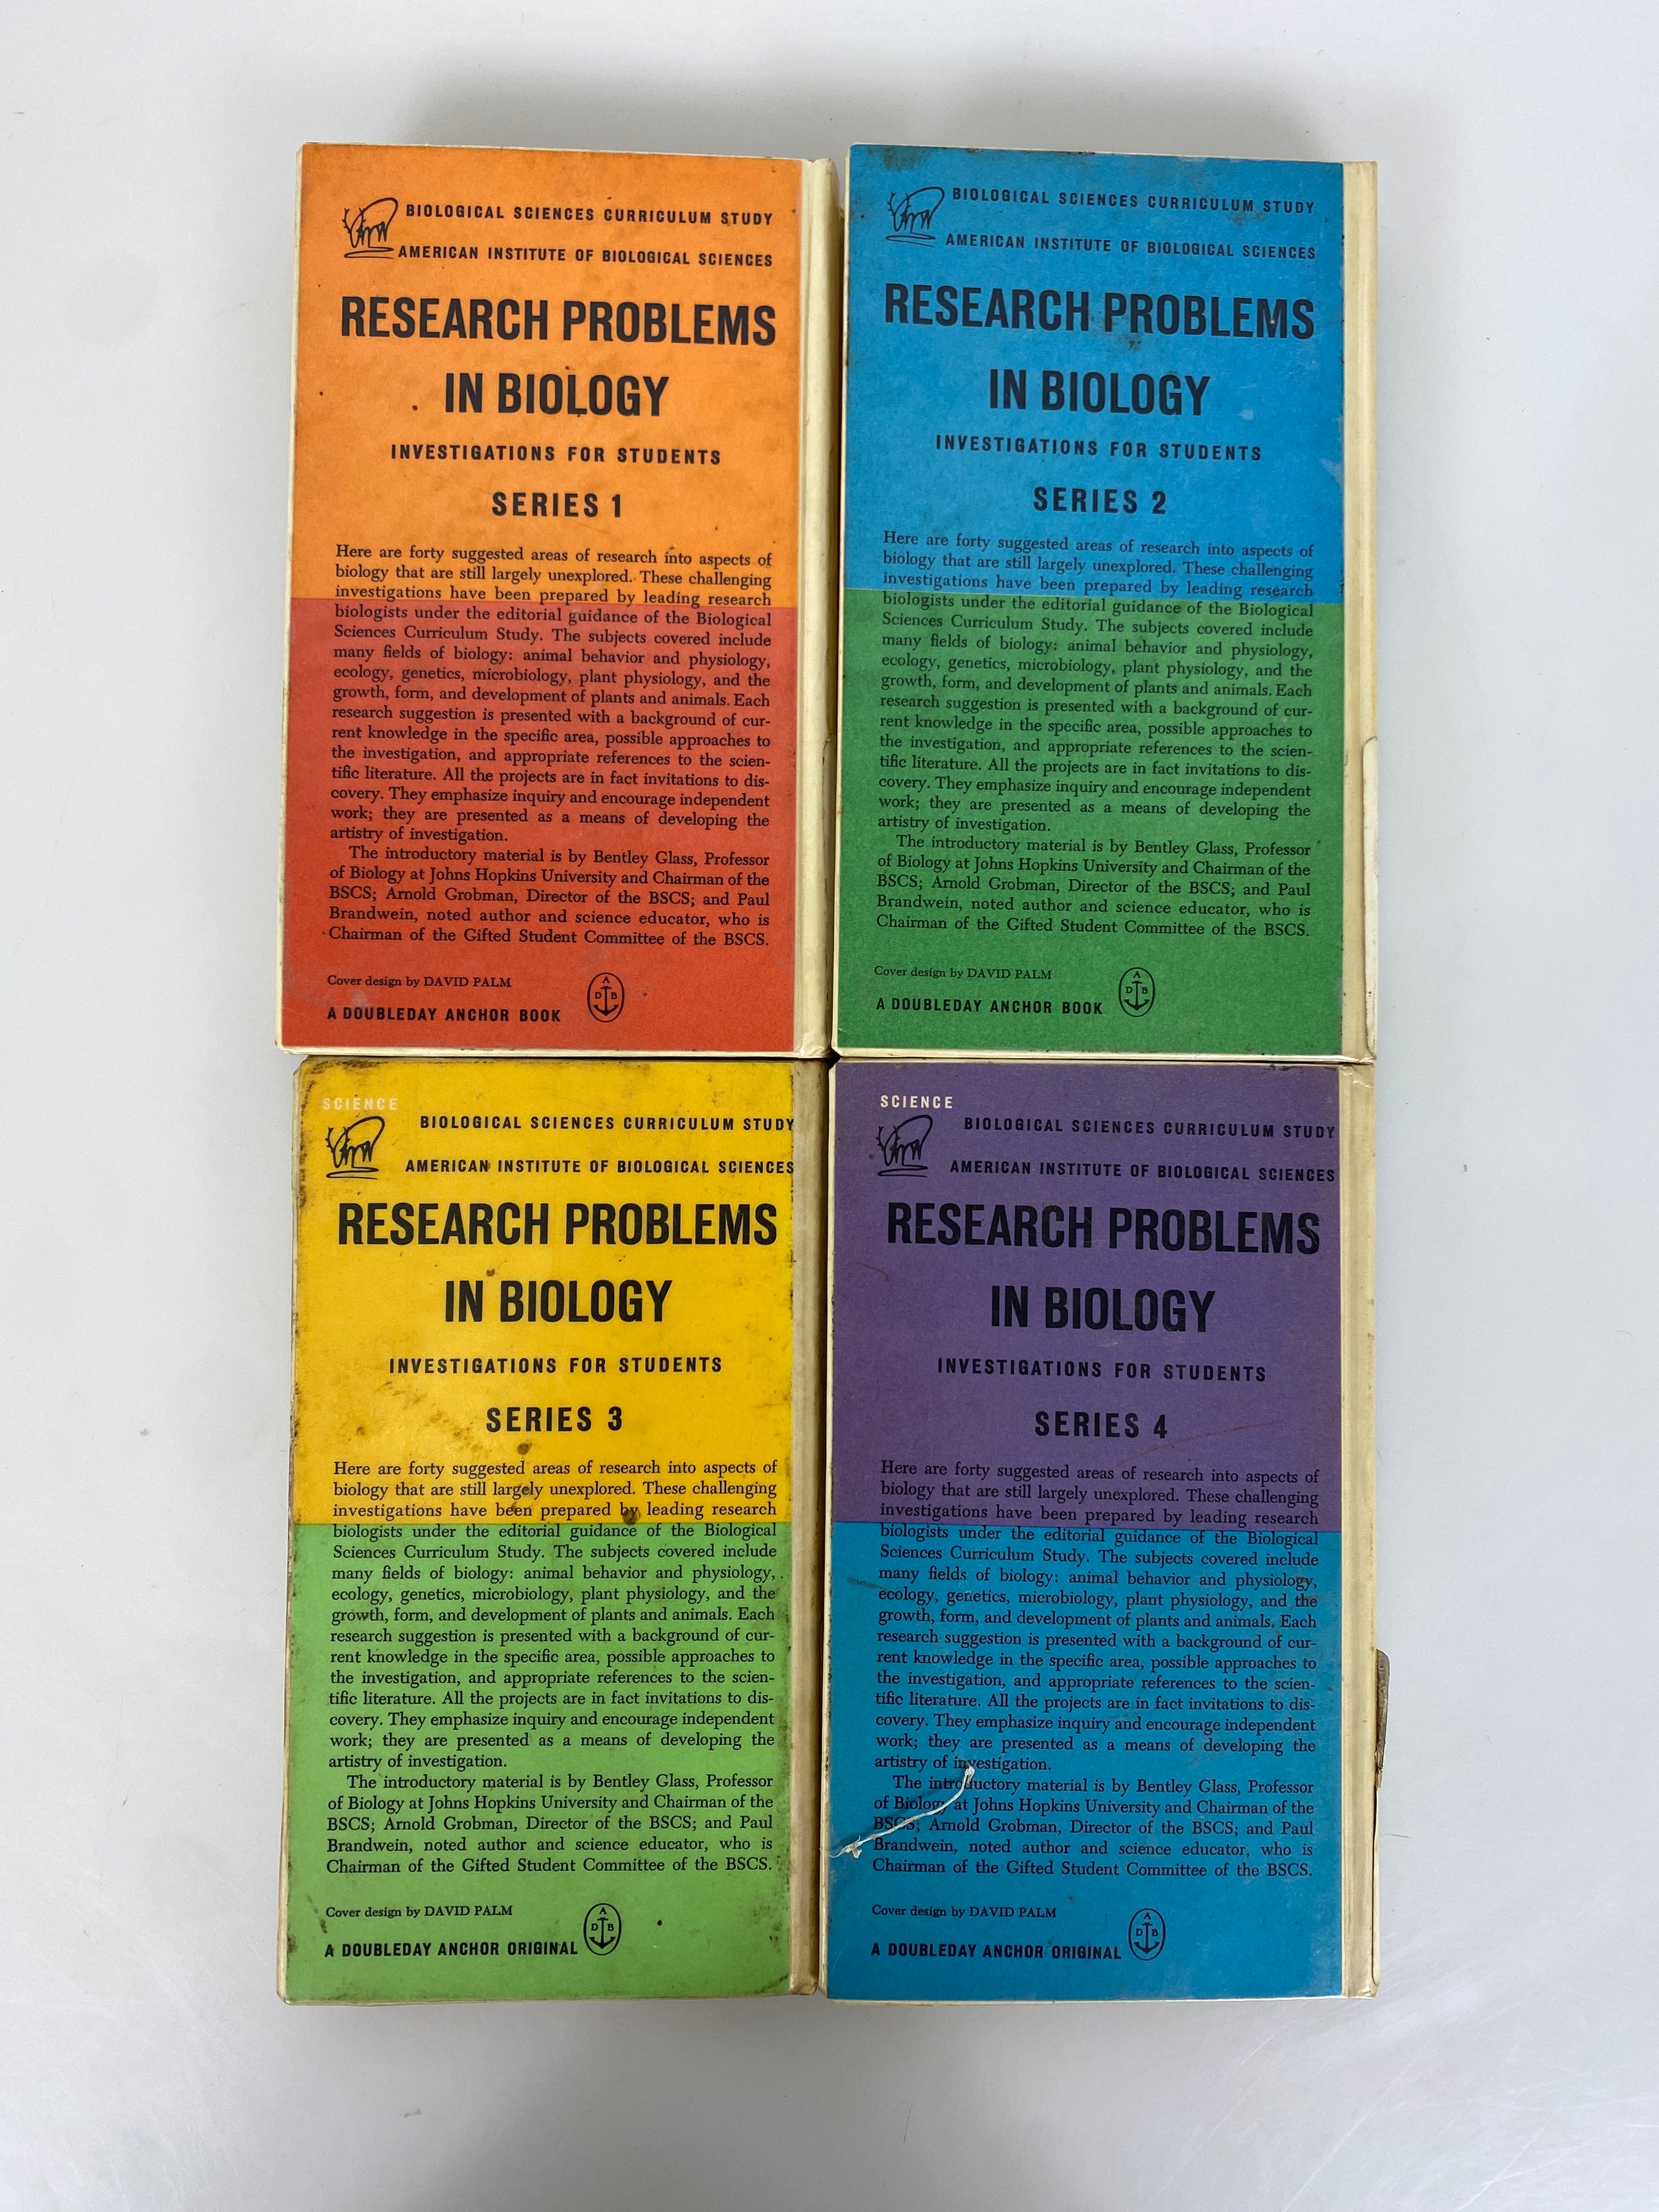 BIOLOGICAL SCIENCES CURRICULUM STUDY
AMERICAN INSTITUTE OF BIOLOGICAL SCIENCES
RESEARCH PROBLEMS
IN BIOLOGY
INVESTIGATIONS FOR STUDENTS
SERIES 1
Here are forty suggested areas of research into aspects of
biology that are still largely unexplored. These challenging
investigations have been prepared by leading research
biologists under the editorial guidance of the Biological
Sciences Curriculum Study. The subjects covered include
many fields of biology: animal behavior and physiology,
ecology, genetics, microbiology, plant physiology, and the
growth, form, and development of plants and animals. Each
research suggestion is presented with a background of cur-
rent knowledge in the specific area, possible approaches to
the investigation, and appropriate references to the scien-
tific literature. All the projects are in fact invitations to dis-
covery. They emphasize inquiry and encourage independent
work; they are presented as a means of developing the
artistry of investigation.
The introductory material is by Bentley Glass, Professor
of Biology at Johns Hopkins University and Chairman of the
BSCS; Arnold Grobman, Director of the BSCS; and Paul
Brandwein, noted author and science educator, who is
Chairman of the Gifted Student Committee of the BSCS.
Cover design by DAVID PALM
A DOUBLEDAY ANCHOR BOOK
A
D B
BIOLOGICAL SCIENCES CURRICULUM STUDY
AMERICAN INSTITUTE OF BIOLOGICAL SCIENCES
RESEARCH PROBLEMS
IN BIOLOGY
INVESTIGATIONS FOR STUDENTS
SERIES 2
Here are forty suggested areas of research into aspects of
biology that are still largely unexplored. These challenging
investigations have been prepared by leading research
biologists under the editorial guidance of the Biological
Sciences Curriculum Study. The subjects covered include
many fields of biology: animal behavior and physiology,
ecology, genetics, microbiology, plant physiology, and the
growth, form, and development of plants and animals. Each
research suggestion is presented with a background of cur-
rent knowledge in the specific area, possible approaches to
the investigation, and appropriate references to the scien-
tific literature. All the projects are in fact invitations to dis-
covery. They emphasize inquiry and encourage independent
work; they are presented as a means of developing the
artistry of investigation.
The introductory material is by Bentley Glass, Professor
of Biology at Johns Hopkins University and Chairman of the
BSCS; Arnold Grobman, Director of the BSCS; and Paul
Brandwein, noted author and science educator, who is
Chairman of the Gifted Student Committee of the BSCS.
Cover design by DAVID PALM
A DOUBLEDAY ANCHOR BOOK
A
D B
SCIENCE
BIOLOGICAL SCIENCES CURRICULUM STUDY
AMERICAN INSTITUTE OF BIOLOGICAL SCIENCES
RESEARCH PROBLEMS
IN BIOLOGY
INVESTIGATIONS FOR STUDENTS
SERIES 3
Here are forty suggested areas of research into aspects of
biology that are still largely unexplored. These challenging
investigations have been prepared by leading research
biologists under the editorial guidance of the Biological
Sciences Curriculum Study. The subjects covered include
many fields of biology: animal behavior and physiology,
ecology, genetics, microbiology, plant physiology, and the
growth, form, and development of plants and animals. Each
research suggestion is presented with a background of cur-
rent knowledge in the specific area, possible approaches to
the investigation, and appropriate references to the scien-
tific literature. All the projects are in fact invitations to dis-
covery. They emphasize inquiry and encourage independent
work; they are presented as a means of developing the
artistry of investigation.
The introductory material is by Bentley Glass, Professor
of Biology at Johns Hopkins University and Chairman of the
BSCS; Arnold Grobman, Director of the BSCS; and Paul
Brandwein, noted author and science educator, who is
Chairman of the Gifted Student Committee of the BSCS.
Cover design by DAVID PALM
A DOUBLEDAY ANCHOR ORIGINAL
A
D B
SCIENCE
BIOLOGICAL SCIENCES CURRICULUM STUDY
AMERICAN INSTITUTE OF BIOLOGICAL SCIENCES
RESEARCH PROBLEMS
IN BIOLOGY
INVESTIGATIONS FOR STUDENTS
SERIES 4
Here are forty suggested areas of research into aspects of
biology that are still largely unexplored. These challenging
investigations have been prepared by leading research
biologists under the editorial guidance of the Biological
Sciences Curriculum Study. The subjects covered include
many fields of biology: animal behavior and physiology,
ecology, genetics, microbiology, plant physiology, and the
growth, form, and development of plants and animals. Each
research suggestion is presented with a background of cur-
rent knowledge in the specific area, possible approaches to
the investigation, and appropriate references to the scien-
tific literature. All the projects are in fact invitations to dis-
covery. They emphasize inquiry and encourage independent
work; they are presented as a means of developing the
artistry of investigation.
The introductory material is by Bentley Glass, Professor
of Biology at Johns Hopkins University and Chairman of the
BSCS; Arnold Grobman, Director of the BSCS; and Paul
Brandwein, noted author and science educator, who is
Chairman of the Gifted Student Committee of the BSCS.
Cover design by DAVID PALM
A DOUBLEDAY ANCHOR ORIGINAL
A
D B